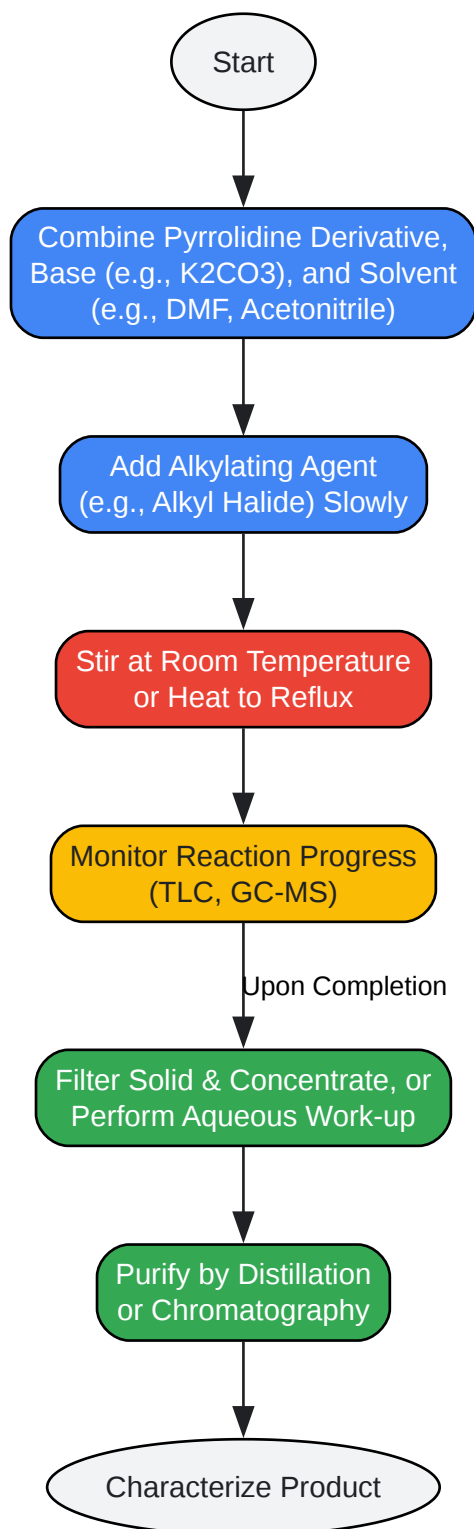 Start
Combine Pyrrolidine Derivative,
Base (e.g., K2CO3), and Solvent
(e.g., DMF, Acetonitrile)
Add Alkylating Agent
(e.g., Alkyl Halide) Slowly
Stir at Room Temperature
or Heat to Reflux
Monitor Reaction Progress
(TLC, GC-MS)
Upon Completion
Filter Solid & Concentrate, or
Perform Aqueous Work-up
Purify by Distillation
or Chromatography
Characterize Product